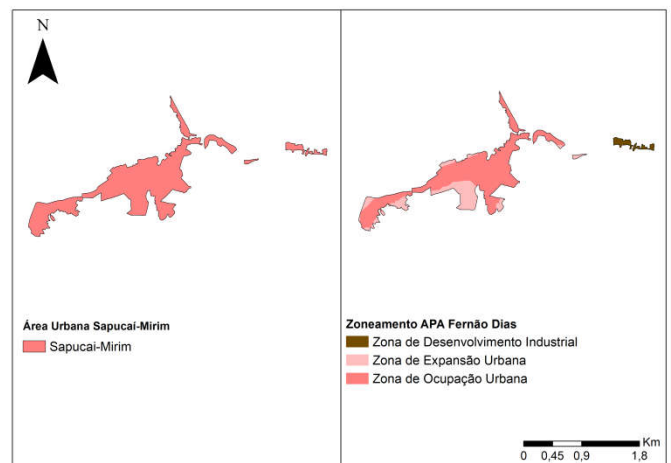 N
Área Urbana Sapucaí-Mirim
Sapucai-Mirim
Zoneamento APA Fernão Dias
Zona de Desenvolvimento Industrial
Zona de Expansão Urbana
Zona de Ocupação Urbana
Km
0 0,45 0,9 1,8